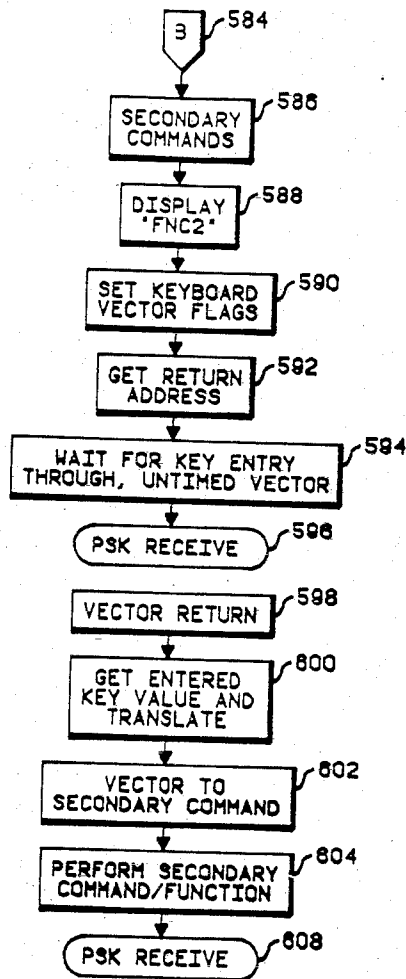 B
584
586
SECONDARY
COMMANDS
588
DISPLAY
"FNC2"
590
SET KEYBOARD
VECTOR FLAGS
592
GET RETURN
ADDRESS
594
WAIT FOR KEY ENTRY
THROUGH, UNTIMED VECTOR
PSK RECEIVE
596
VECTOR RETURN
598
600
GET ENTERED
KEY VALUE AND
TRANSLATE
602
VECTOR TO
SECONDARY COMMAND
604
PERFORM SECONDARY
COMMAND/FUNCTION
PSK RECEIVE
608